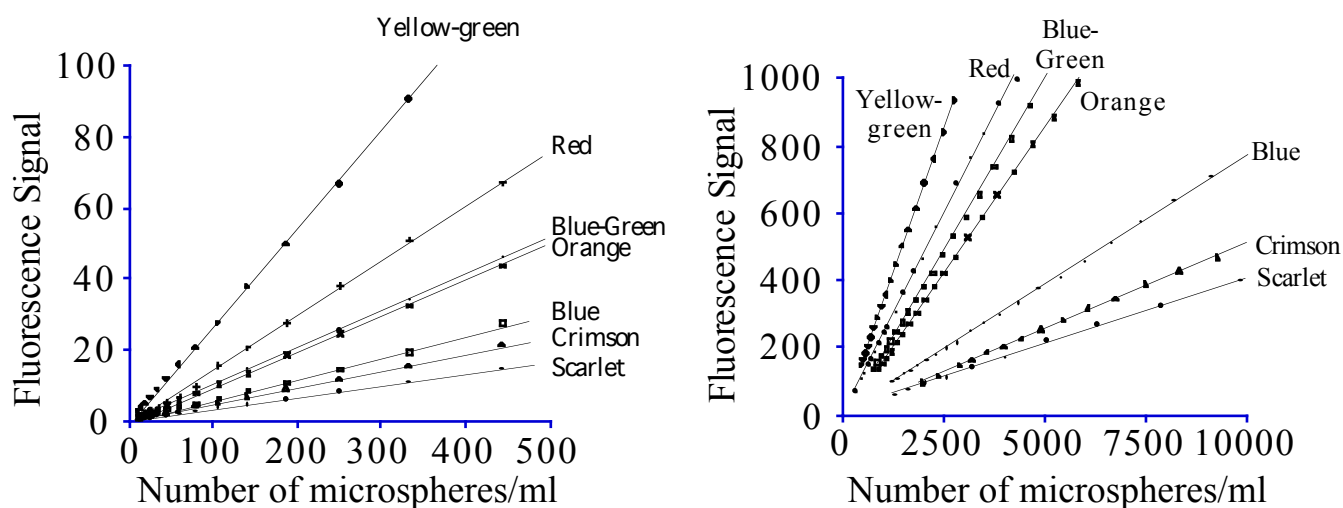 Yellow-green
100
80
60
40
20
0
Fluorescence Signal
Red
Blue-Green
Orange
Blue
Crimson
Scarlet
0 100 200 300 400 500
Number of microspheres/ml
1000
800
600
400
200
0
Fluorescence Signal
Yellow-
green
Red
Blue-
Green
Orange
Blue
Crimson
Scarlet
0 2500 5000 7500 10000
Number of microspheres/ml